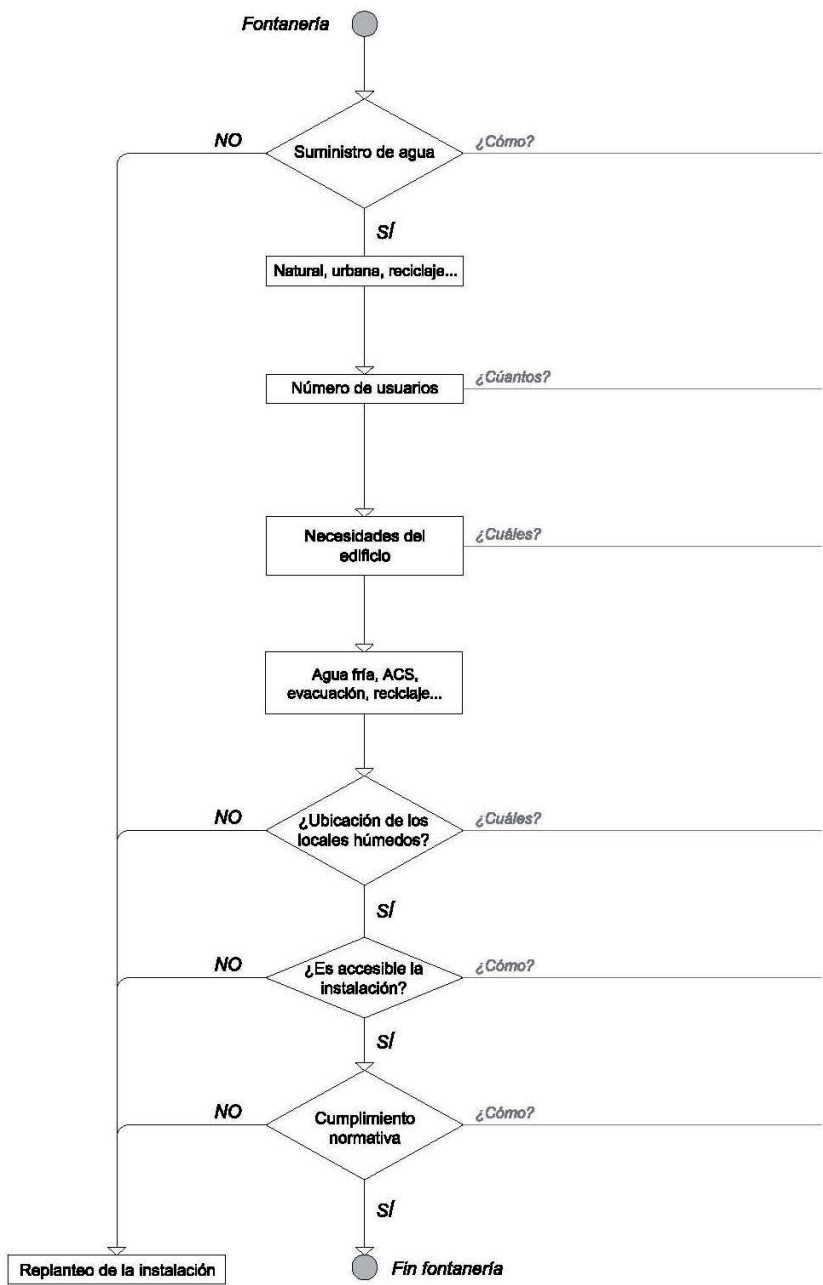 Fontanería
NO
Suministro de agua
¿Cómo?
SÍ
Natural, urbana, reciclaje...
Número de usuarios
¿Cúantos?
Necesidades del
edificio
¿Cuáles?
Agua fría, ACS,
evacuación, reciclaje...
NO
¿Ubicación de los
locales húmedos?
¿Cuáles?
SÍ
NO
¿Es accesible la
instalación?
¿Cómo?
SÍ
NO
Cumplimiento
normativa
¿Cómo?
SÍ
Replanteo de la instalación
Fin fontanería